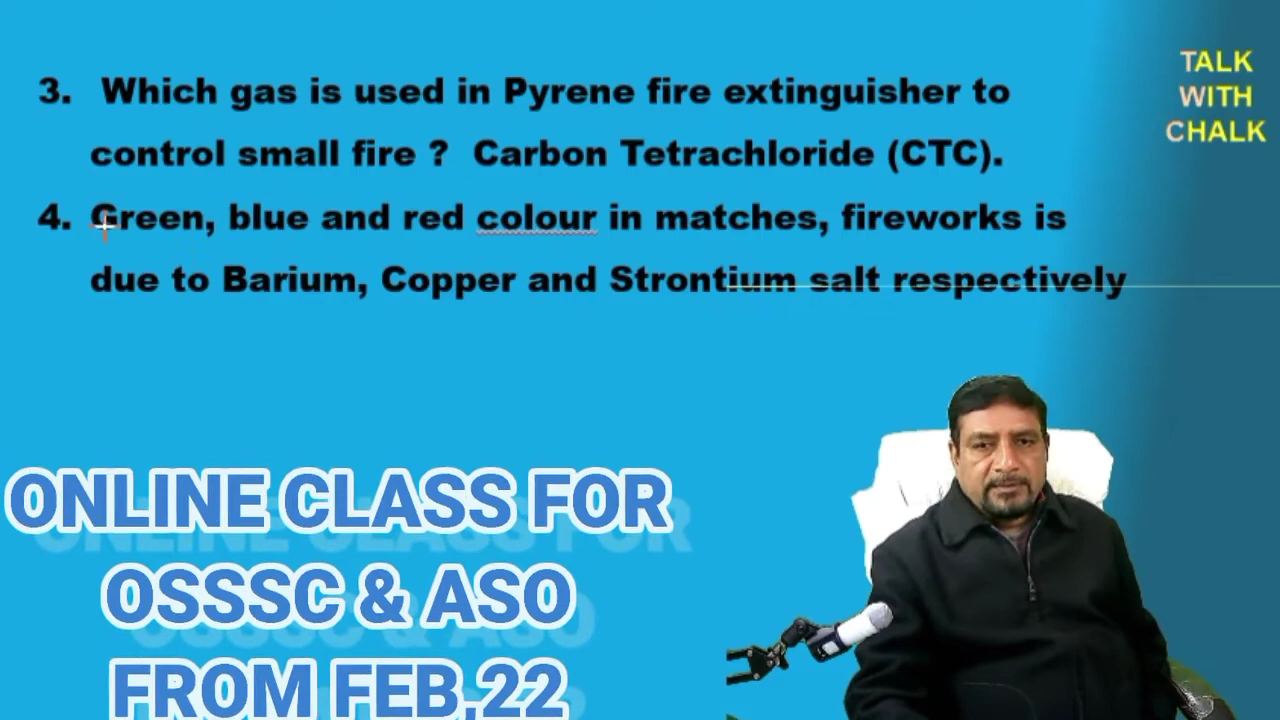 3. Which gas is used in Pyrene fire extinguisher to
control small fire ? Carbon Tetrachloride (CTC).
4. Green, blue and red colour in matches, fireworks is
due to Barium, Copper and Strontium salt respectively
TALK
WITH
CHALK
ONLINE CLASS FOR
OSSSC & ASO
FROM FEB,22